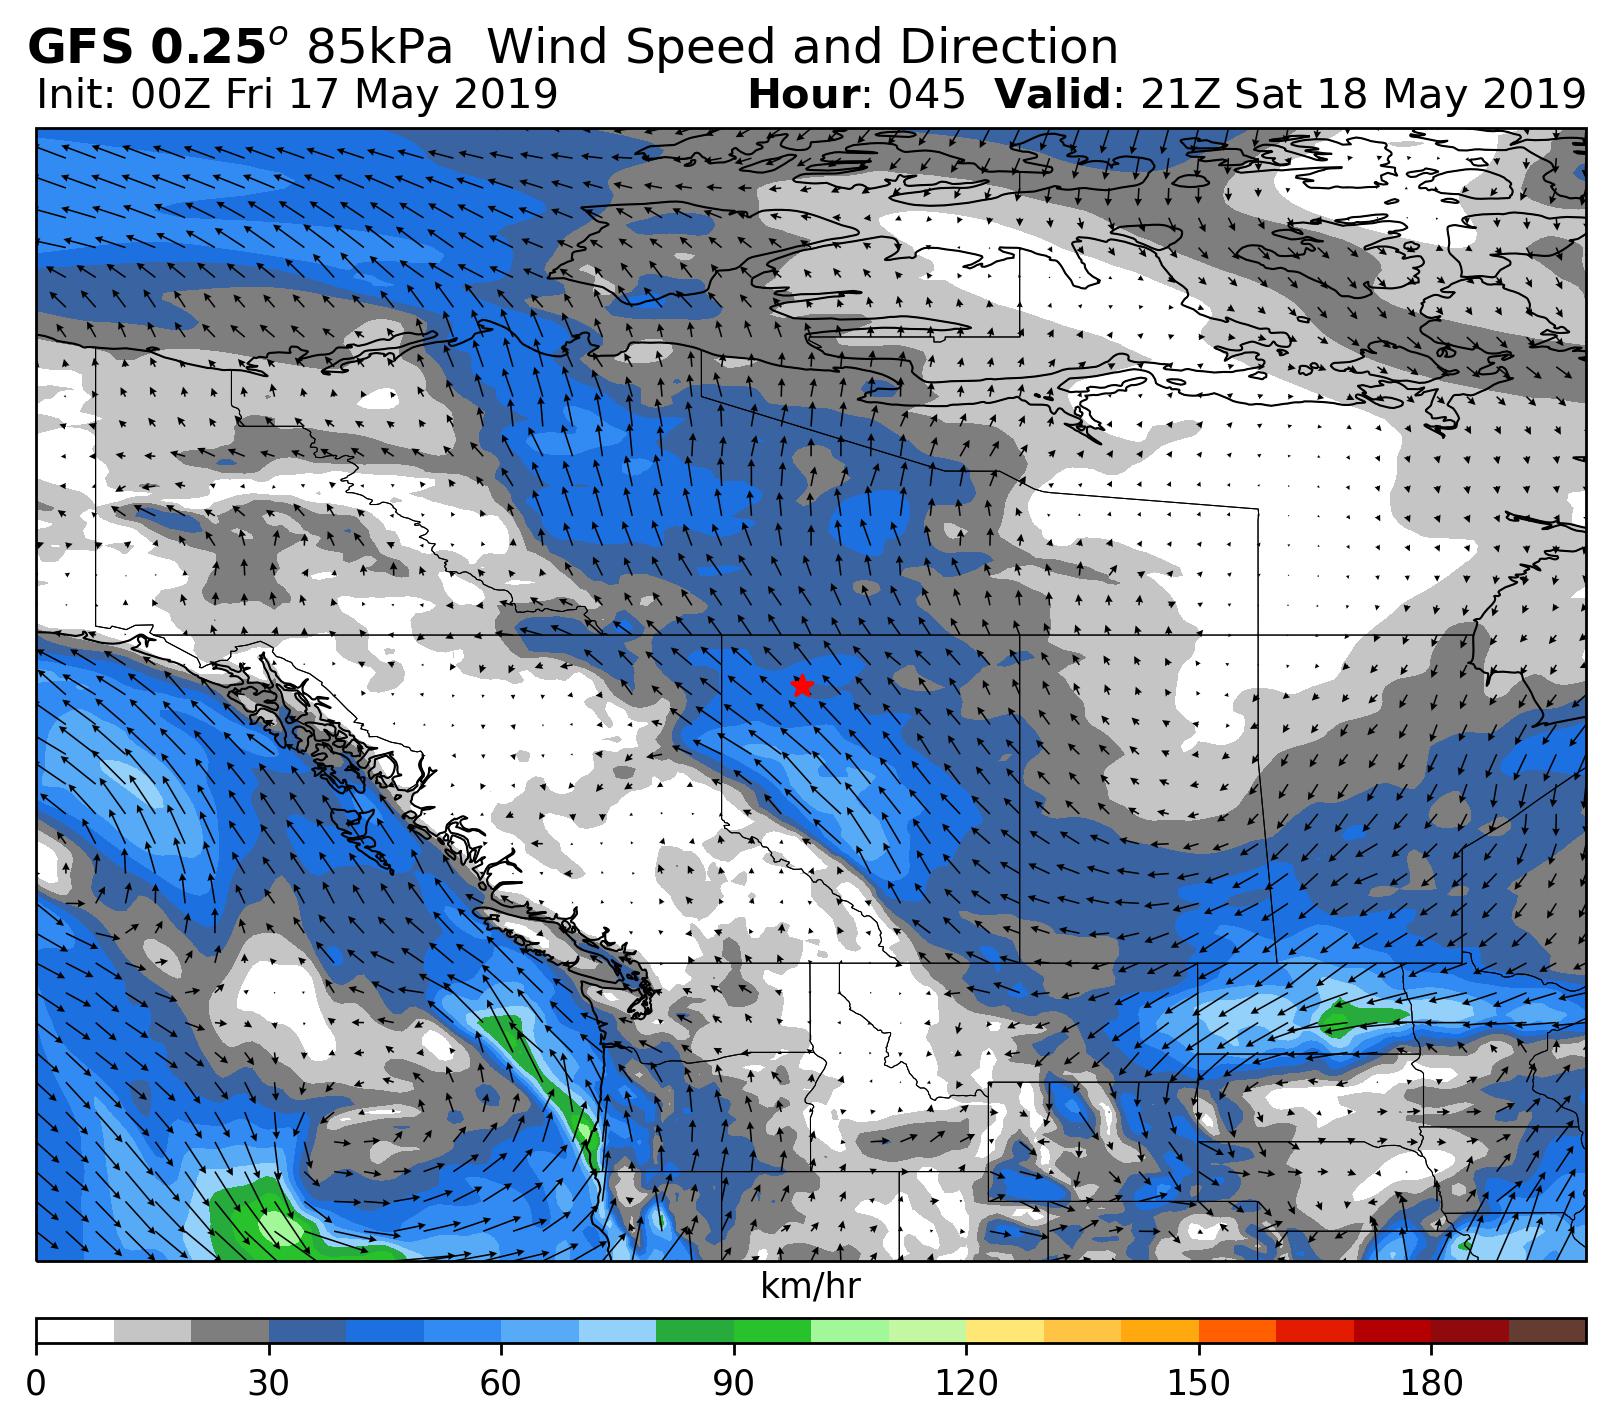 GFS 0.25° 85kPa Wind Speed and Direction
Init: 00Z Fri 17 May 2019 Hour: 045 Valid: 21Z Sat 18 May 2019
km/hr
0 30 60 90 120 150 180